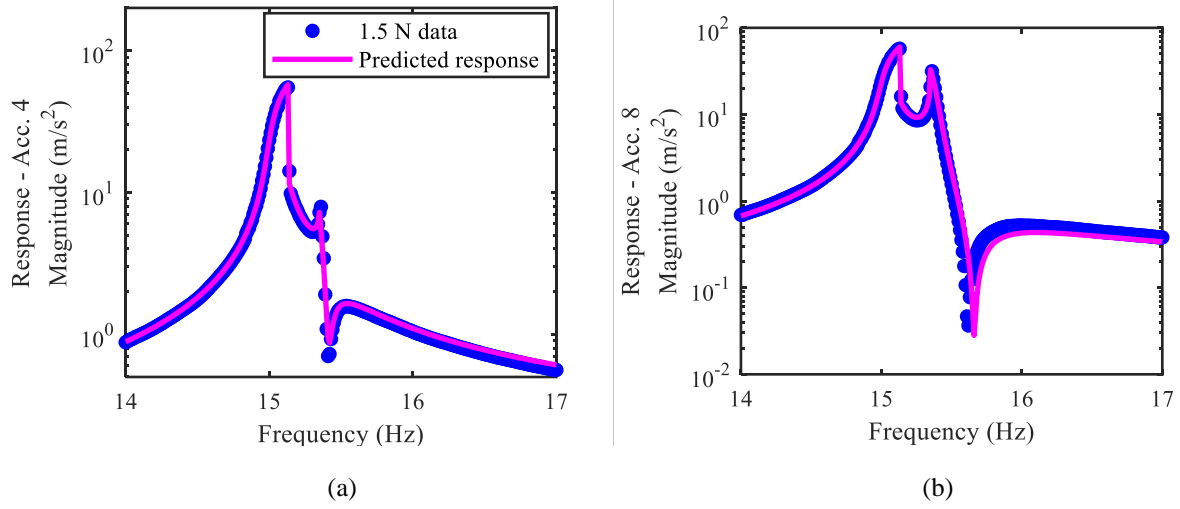 1.5 N data
Predicted response
Response - Acc. 4
Magnitude (m/s²)
10²
10¹
10⁰
14
15
16
17
Frequency (Hz)
(a)
Response - Acc. 8
Magnitude (m/s²)
10²
10¹
10⁰
10⁻¹
10⁻²
14
15
16
17
Frequency (Hz)
(b)